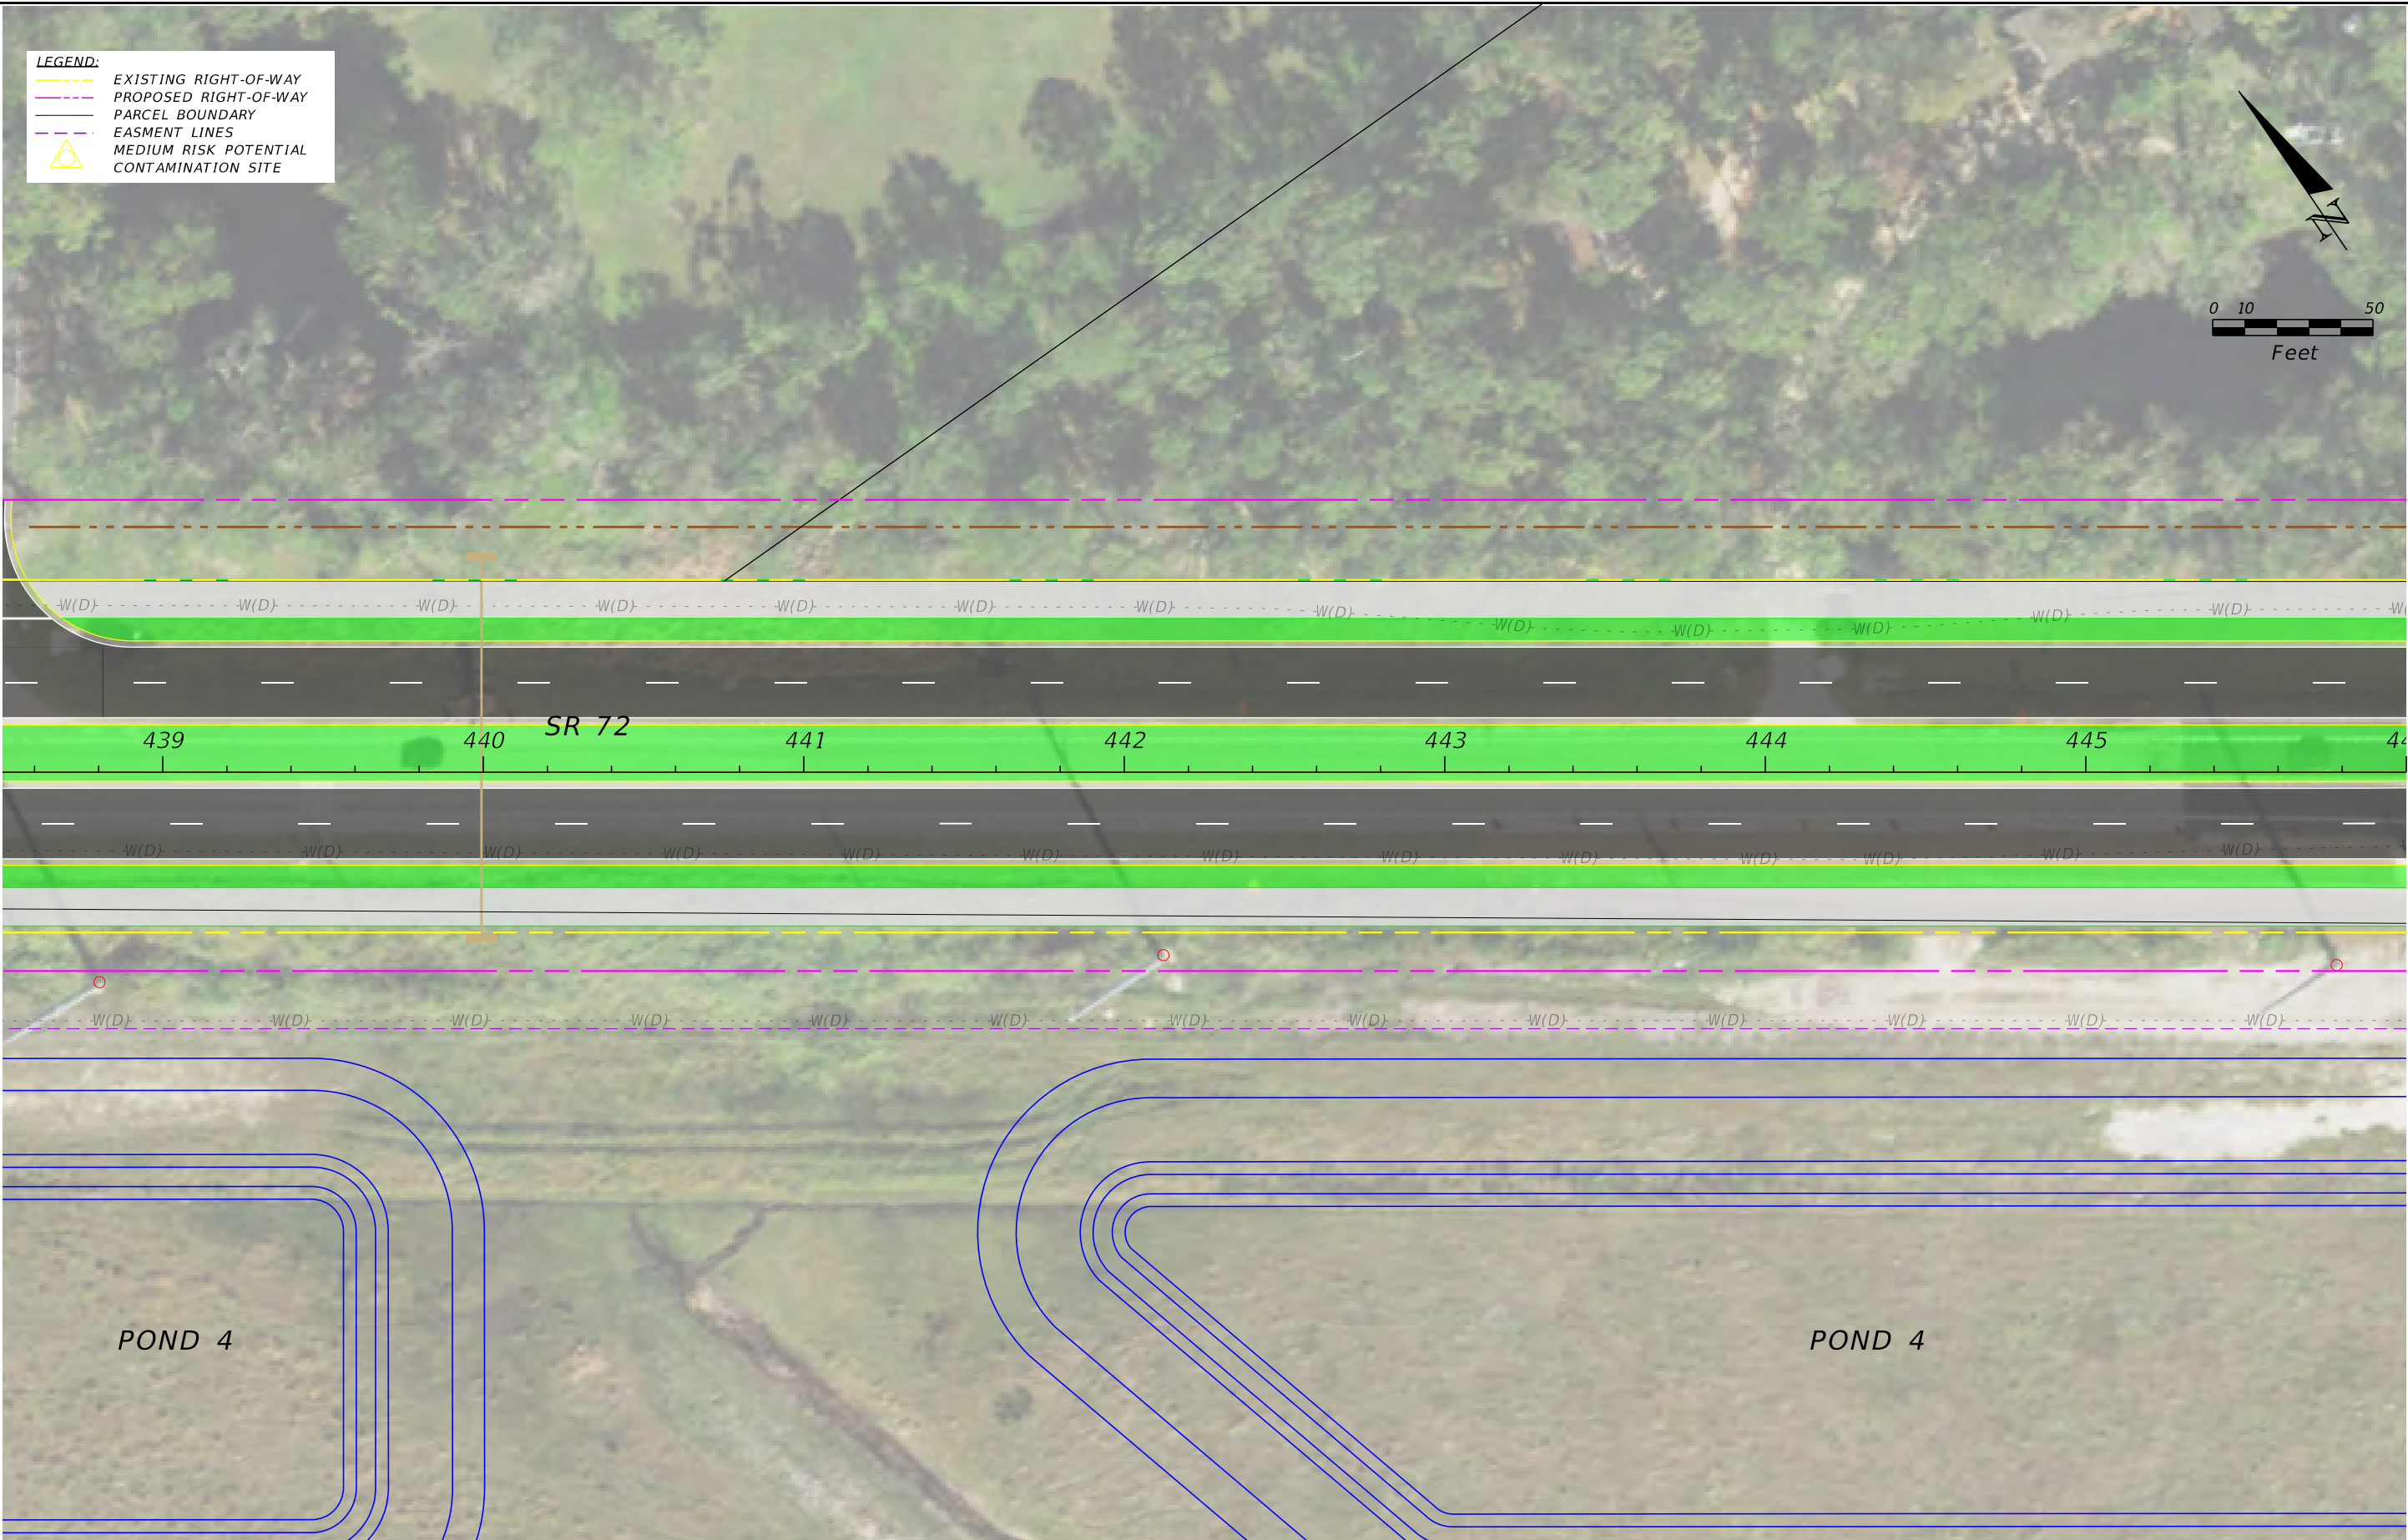 LEGEND:
EXISTING RIGHT-OF-WAY
PROPOSED RIGHT-OF-WAY
PARCEL BOUNDARY
EASMENT LINES
MEDIUM RISK POTENTIAL
CONTAMINATION SITE
N
0 10 50
Feet
W(D) W(D) W(D) W(D) W(D) W(D) W(D) W(D) W(D) W(D) W(D) W(D) W(D)
SR 72
439 440 441 442 443 444 445
W(D) W(D) W(D) W(D) W(D) W(D) W(D) W(D) W(D) W(D) W(D) W(D) W(D)
W(D) W(D) W(D) W(D) W(D) W(D) W(D) W(D) W(D) W(D) W(D) W(D) W(D)
POND 4 POND 4